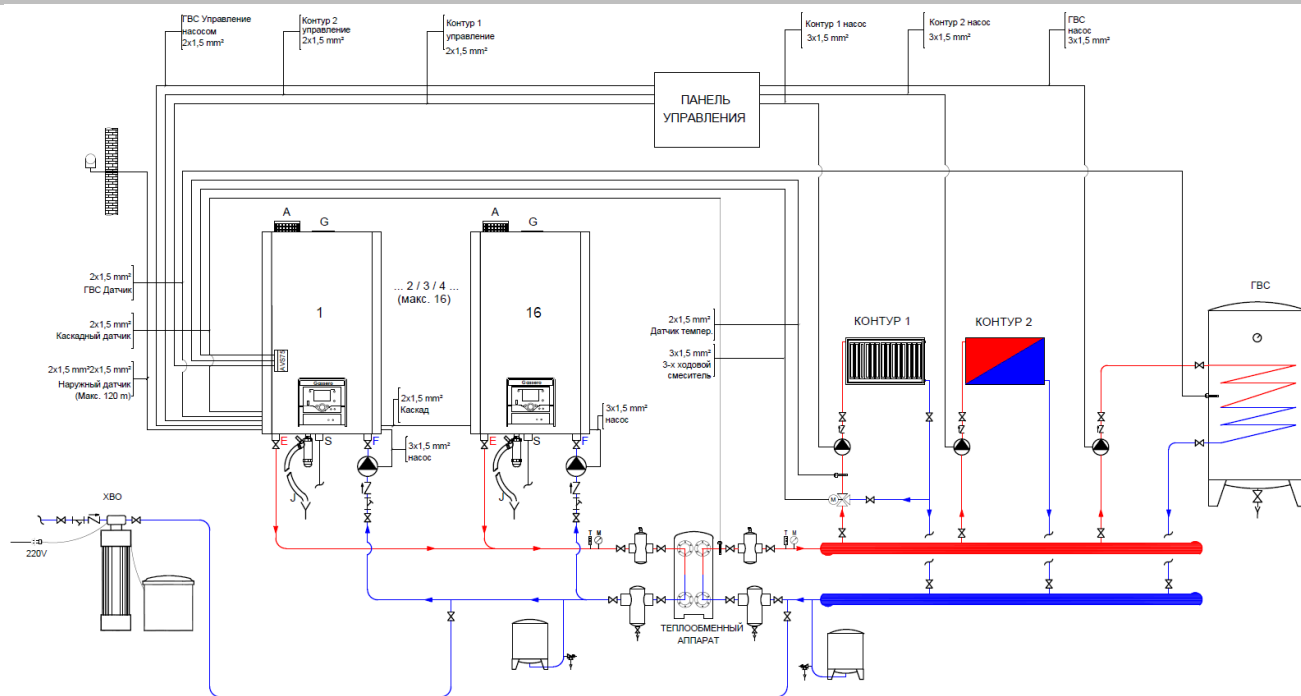 ГВС Управление
насосом
2x1,5 mm²
Контур 2
управление
2x1,5 mm²
Контур 1
управление
2x1,5 mm²
Контур 1 насос
3x1,5 mm²
Контур 2 насос
3x1,5 mm²
ГВС
насос
3x1,5 mm²
ПАНЕЛЬ
УПРАВЛЕНИЯ
A
G
A
G
2x1,5 mm²
ГВС Датчик
... 2 / 3 / 4 ...
(макс. 16)
1
16
ГВС
2x1,5 mm²
Каскадный датчик
2x1,5 mm²
Датчик темпер.
КОНТУР 1
КОНТУР 2
AVS75
3x1,5 mm²
3-х ходовой
смеситель
2x1,5 mm²2x1,5 mm²
Наружный датчик
(Макс. 120 m)
2x1,5 mm²
Каскад
3x1,5 mm²
насос
E
S
F
3x1,5 mm²
насос
E
S
F
M
ХВО
220V
T
M
T
M
ТЕПЛООБМЕННЫЙ
АППАРАТ